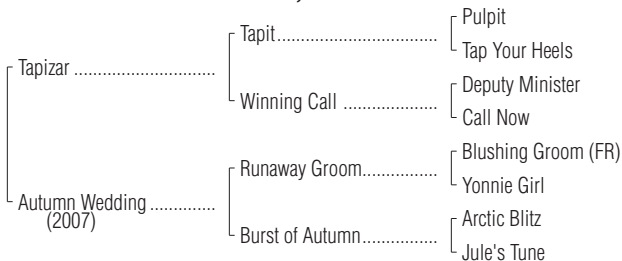 Pulpit
Tapit
Tap Your Heels
Tapizar
Deputy Minister
Winning Call
Call Now
Blushing Groom (FR)
Runaway Groom
Yonnie Girl
Autumn Wedding
(2007)
Arctic Blitz
Burst of Autumn
Jule's Tune